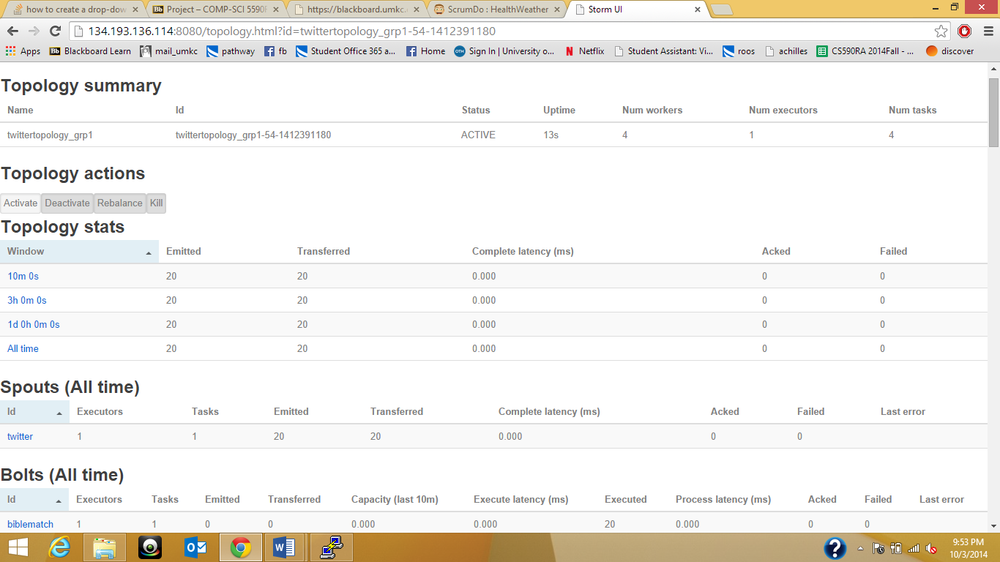 how to create a drop-dow
Project – COMP-SCI 5590R
https://blackboard.umkc.
ScrumDo : HealthWeather
Storm UI
134.193.136.114:8080/topology.html?id=twittertopology_grp1-54-1412391180
Apps Blackboard Learn mail_umkc pathway fb Student Office 365 a... Home Sign In | University o... Netflix Student Assistant: Vi... roos achilles CS590RA 2014Fall - ... discover
Topology summary
Name Id Status Uptime Num workers Num executors Num tasks
twittertopology_grp1 twittertopology_grp1-54-1412391180 ACTIVE 13s 4 1 4
Topology actions
Activate Deactivate Rebalance Kill
Topology stats
Window Emitted Transferred Complete latency (ms) Acked Failed
10m 0s 20 20 0.000 0 0
3h 0m 0s 20 20 0.000 0 0
1d 0h 0m 0s 20 20 0.000 0 0
All time 20 20 0.000 0 0
Spouts (All time)
Id Executors Tasks Emitted Transferred Complete latency (ms) Acked Failed Last error
twitter 1 1 20 20 0.000 0 0
Bolts (All time)
Id Executors Tasks Emitted Transferred Capacity (last 10m) Execute latency (ms) Executed Process latency (ms) Acked Failed Last error
biblematch 1 1 0 0 0.000 0.000 20 0.000 0 0
9:53 PM
10/3/2014